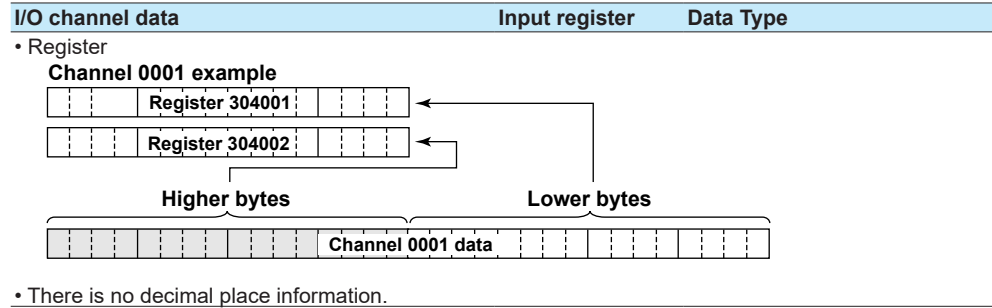 I/O channel data Input register Data Type
• Register
Channel 0001 example
Register 304001
Register 304002
Higher bytes Lower bytes
Channel 0001 data
• There is no decimal place information.